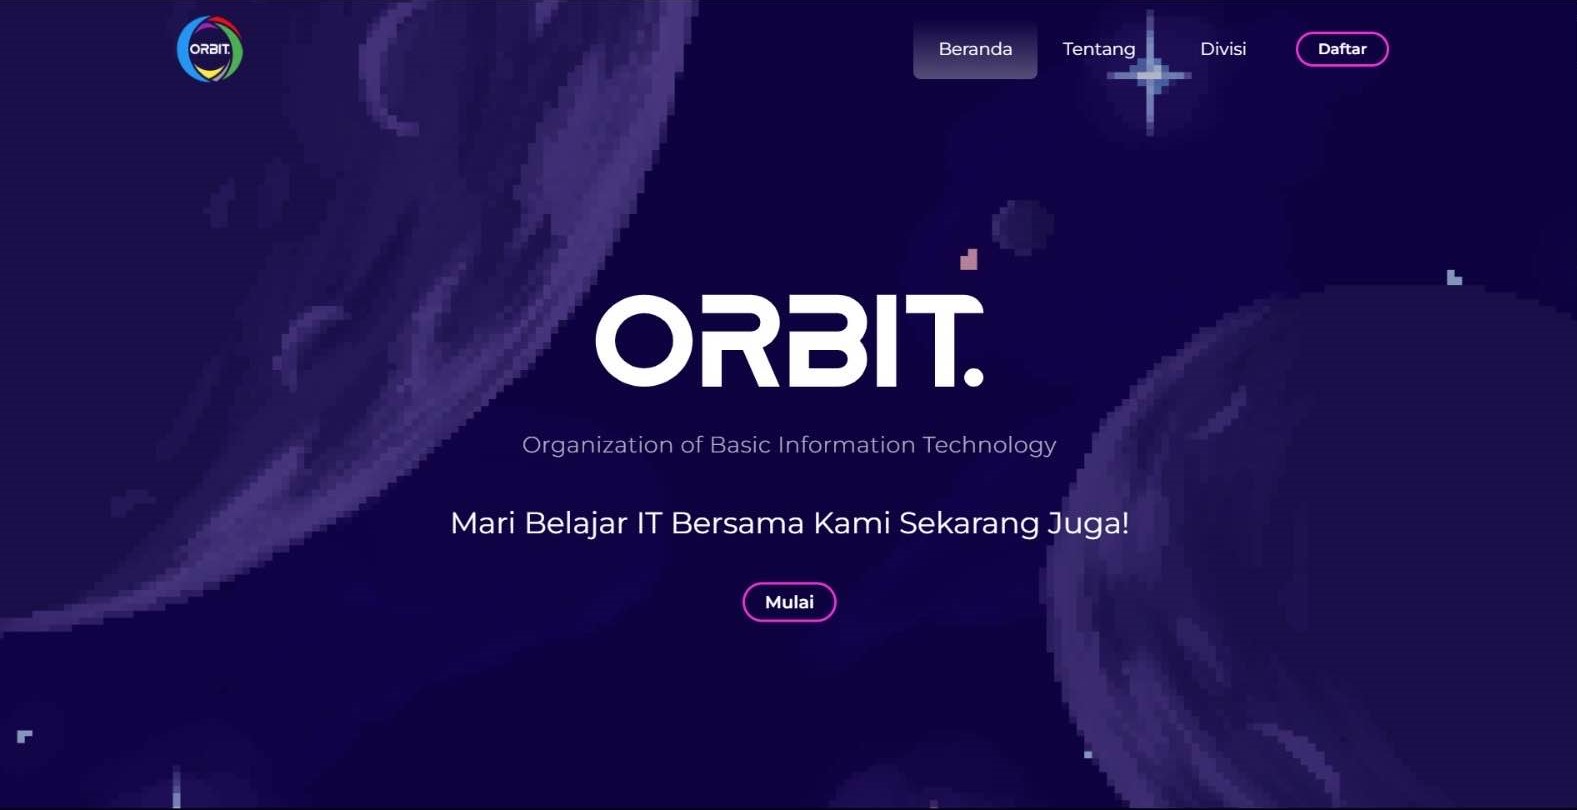 ORBIT.
Beranda Tentang Divisi Daftar
ORBIT.
Organization of Basic Information Technology
Mari Belajar IT Bersama Kami Sekarang Juga!
Mulai